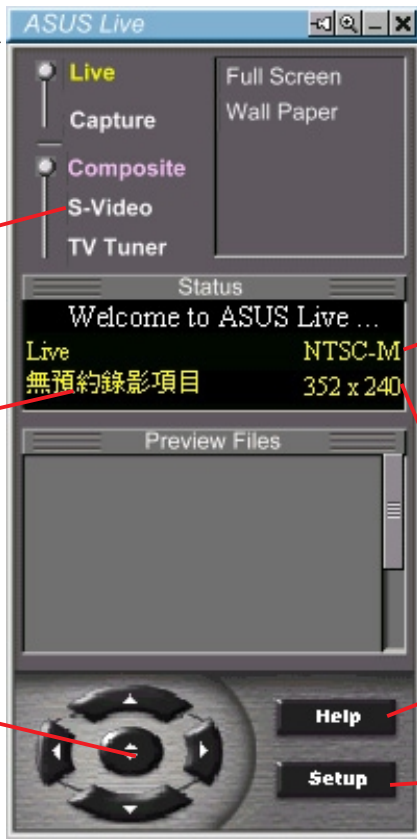 ASUS Live
Live
Capture
Composite
S-Video
TV Tuner
Full Screen
Wall Paper
Status
Welcome to ASUS Live ...
Live NTSC-M
無預約錄影項目 352 x 240
Preview Files
Help
Setup